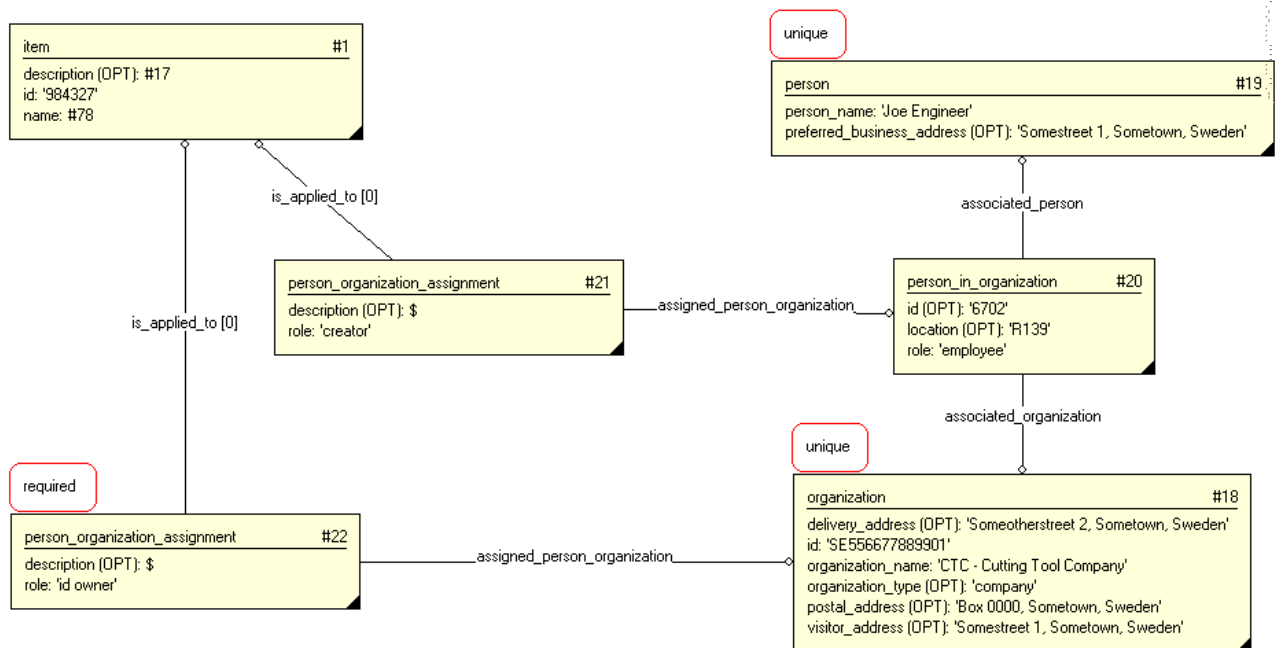 item #1
description (OPT): #17
id: '984327'
name: #78
unique
person #19
person_name: 'Joe Engineer'
preferred_business_address (OPT): 'Somestreet 1, Sometown, Sweden'
is_applied_to [0]
associated_person
person_organization_assignment #21
description (OPT): $
role: 'creator'
assigned_person_organization
person_in_organization #20
id (OPT): '6702'
location (OPT): 'R139'
role: 'employee'
is_applied_to [0]
associated_organization
unique
required
organization #18
delivery_address (OPT): 'Someotherstreet 2, Sometown, Sweden'
id: 'SE556677889901'
organization_name: 'CTC - Cutting Tool Company'
organization_type (OPT): 'company'
postal_address (OPT): 'Box 0000, Sometown, Sweden'
visitor_address (OPT): 'Somestreet 1, Sometown, Sweden'
person_organization_assignment #22
description (OPT): $
role: 'id owner'
assigned_person_organization